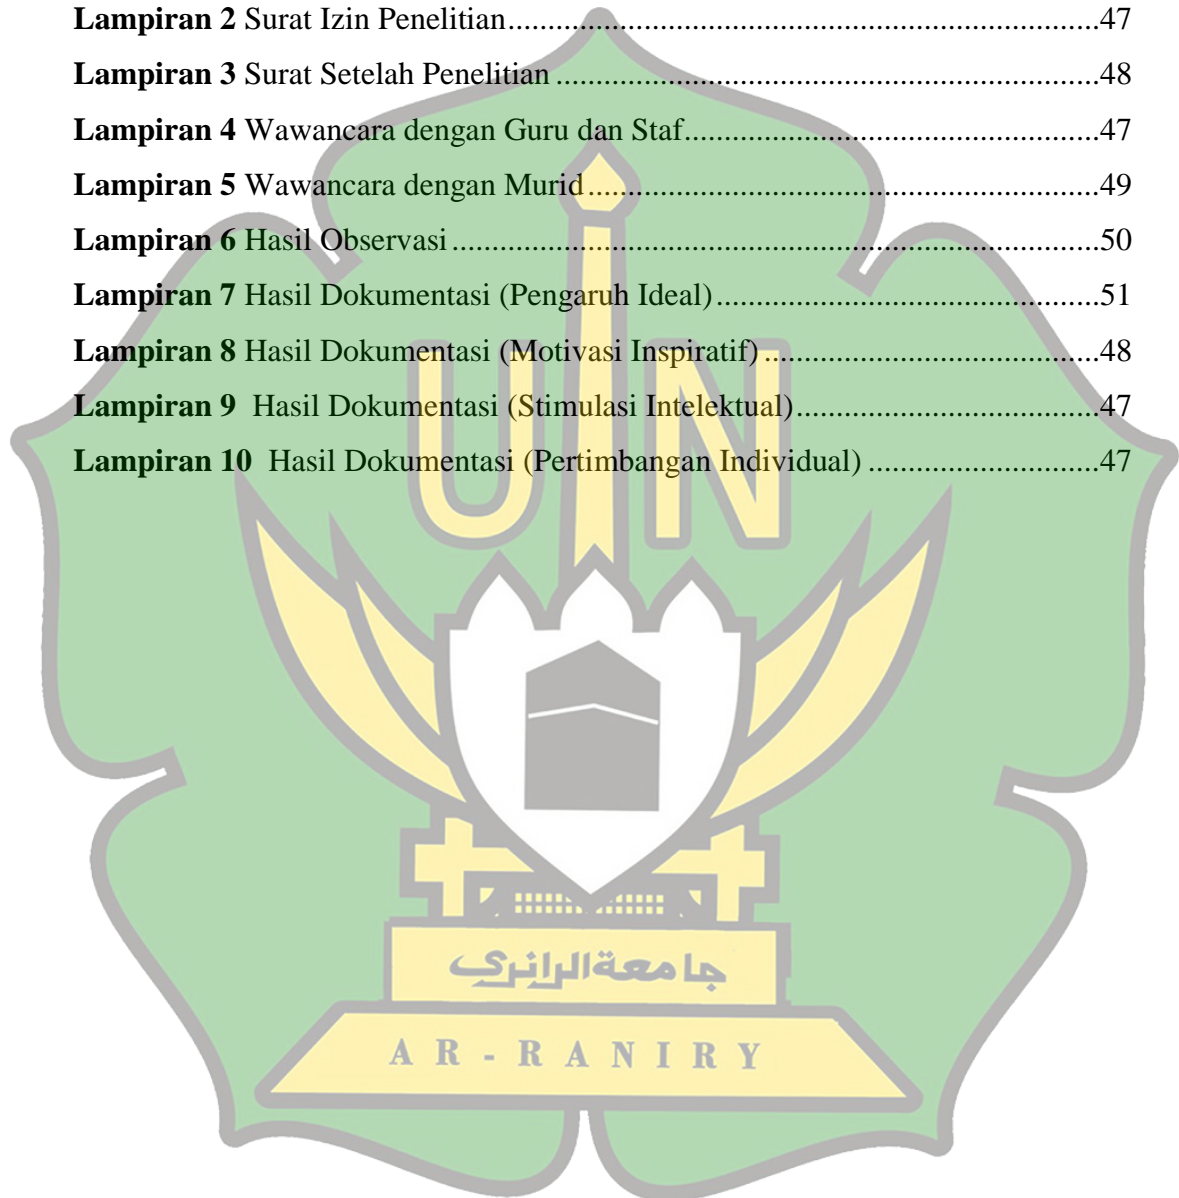 Lampiran 2 Surat Izin Penelitian................................................................................47
Lampiran 3 Surat Setelah Penelitian..........................................................................48
Lampiran 4 Wawancara dengan Guru dan Staf.........................................................47
Lampiran 5 Wawancara dengan Murid......................................................................49
Lampiran 6 Hasil Observasi.......................................................................................50
Lampiran 7 Hasil Dokumentasi (Pengaruh Ideal)......................................................51
Lampiran 8 Hasil Dokumentasi (Motivasi Inspiratif)................................................48
Lampiran 9  Hasil Dokumentasi (Stimulasi Intelektual)............................................47
Lampiran 10  Hasil Dokumentasi (Pertimbangan Individual)...................................47
UIN
جامعةالرانري
AR-RANIRY